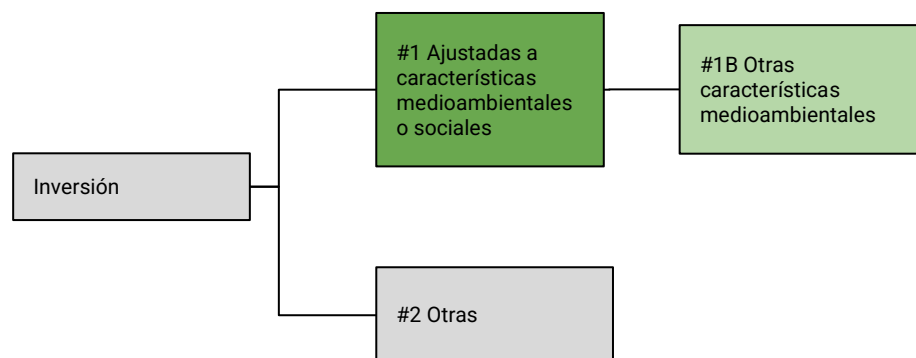 #1 Ajustadas a
características
medioambientales
o sociales
#1B Otras
características
medioambientales
Inversión
#2 Otras